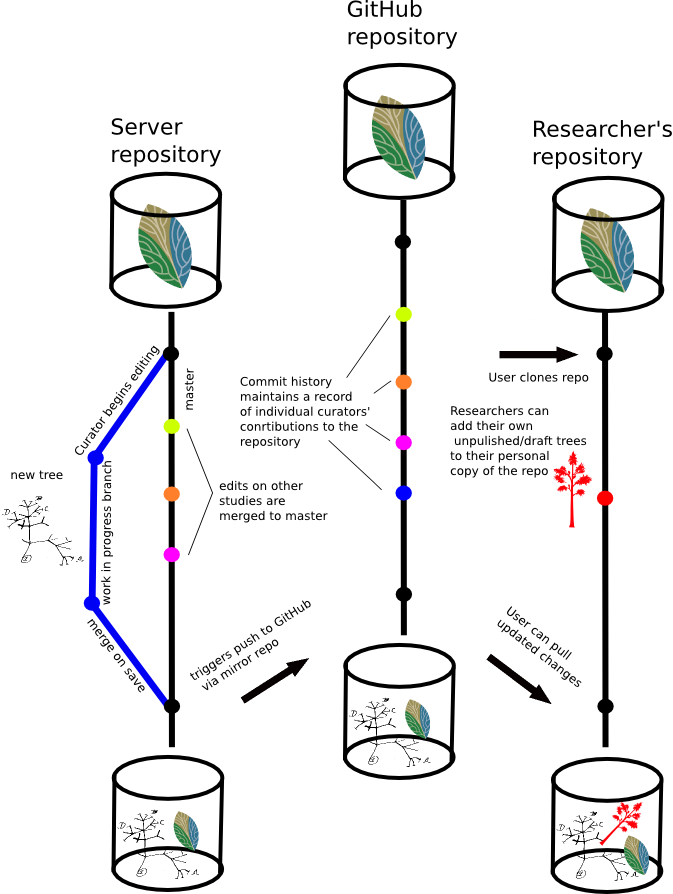 GitHub
repository
Server
repository
Researcher's
repository
Curator begins editing
master
work in progress branch
merge on save
new tree
edits on other
studies are
merged to master
Commit history
maintains a record
of individual curators'
conrtibutions to the
repository
User clones repo
Researchers can
add their own
unpulished/draft trees
to their personal
copy of the repo
triggers push to GitHub
via mirror repo
User can pull
updated changes